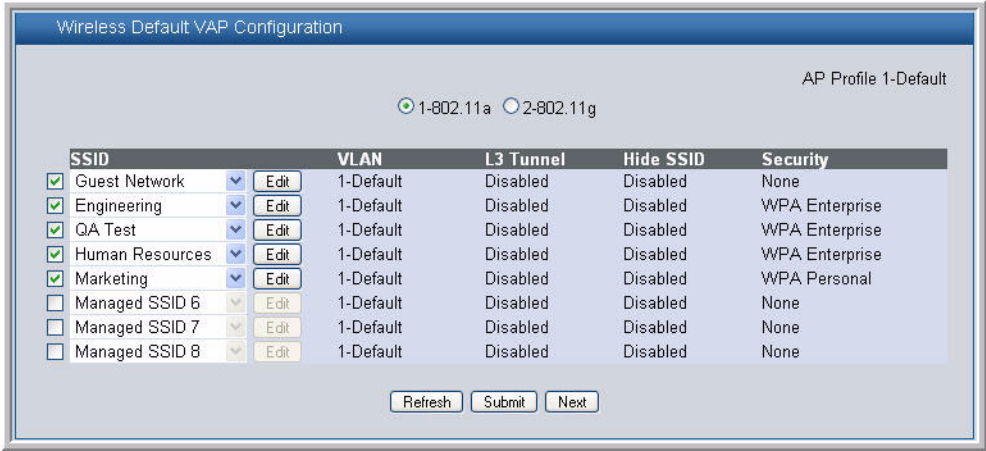 Wireless Default VAP Configuration
AP Profile 1-Default
1-802.11a 2-802.11g
SSID VLAN L3 Tunnel Hide SSID Security
Guest Network Edit 1-Default Disabled Disabled None
Engineering Edit 1-Default Disabled Disabled WPA Enterprise
QA Test Edit 1-Default Disabled Disabled WPA Enterprise
Human Resources Edit 1-Default Disabled Disabled WPA Enterprise
Marketing Edit 1-Default Disabled Disabled WPA Personal
Managed SSID 6 Edit 1-Default Disabled Disabled None
Managed SSID 7 Edit 1-Default Disabled Disabled None
Managed SSID 8 Edit 1-Default Disabled Disabled None
Refresh Submit Next